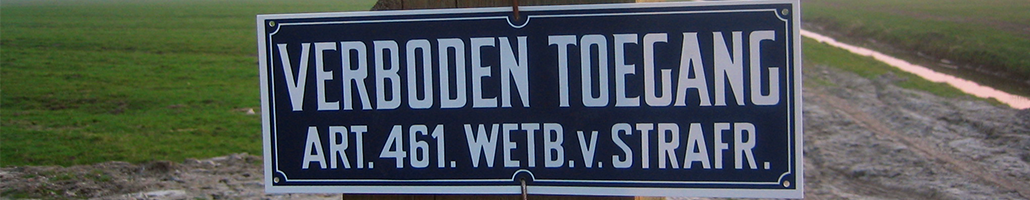 VERBODEN TOEGANG
ART. 461. WETB. v. STRAFR.